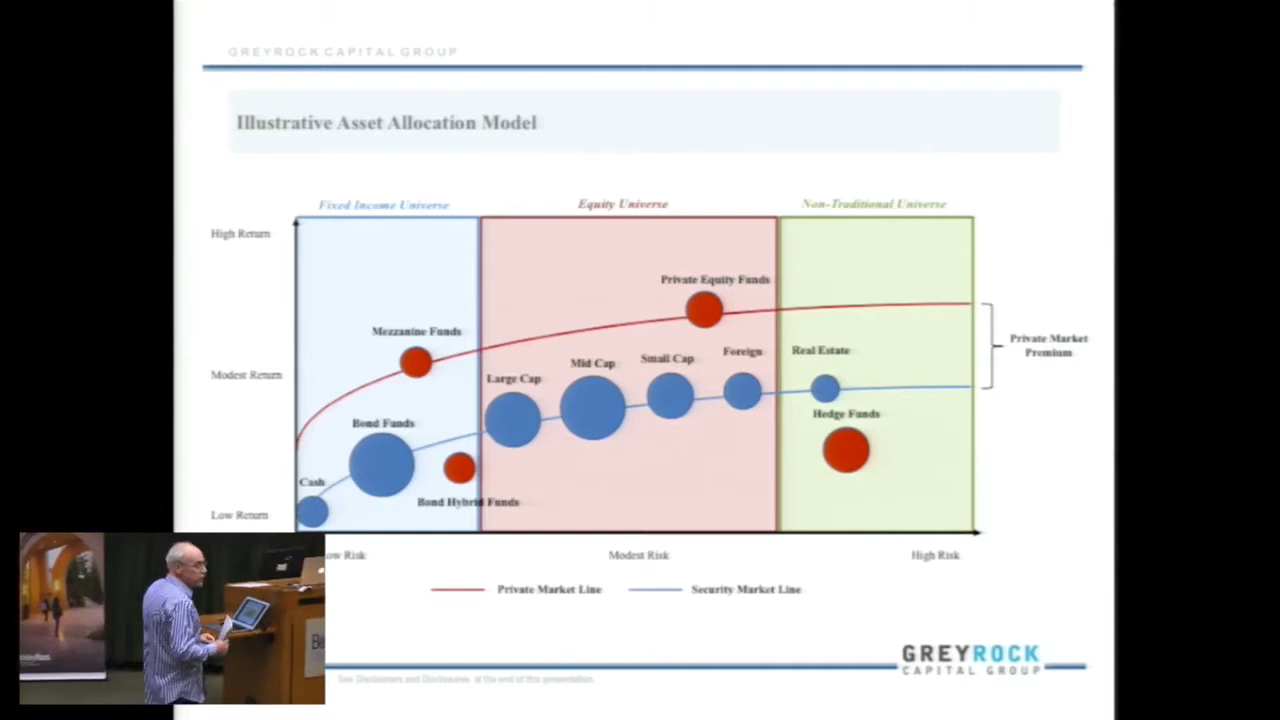 GREYROCK CAPITAL GROUP
Illustrative Asset Allocation Model
Fixed Income Universe
Equity Universe
Non-Traditional Universe
High Return
Private Equity Funds
Mezzanine Funds
Private Market
Premium
Modest Return
Large Cap
Mid Cap
Small Cap
Foreign
Real Estate
Bond Funds
Hedge Funds
Cash
Bond Hybrid Funds
Low Return
ow Risk
Modest Risk
High Risk
Private Market Line
Security Market Line
GREYROCK
CAPITAL GROUP
See Disclaimers and Disclosures at the end of this presentation